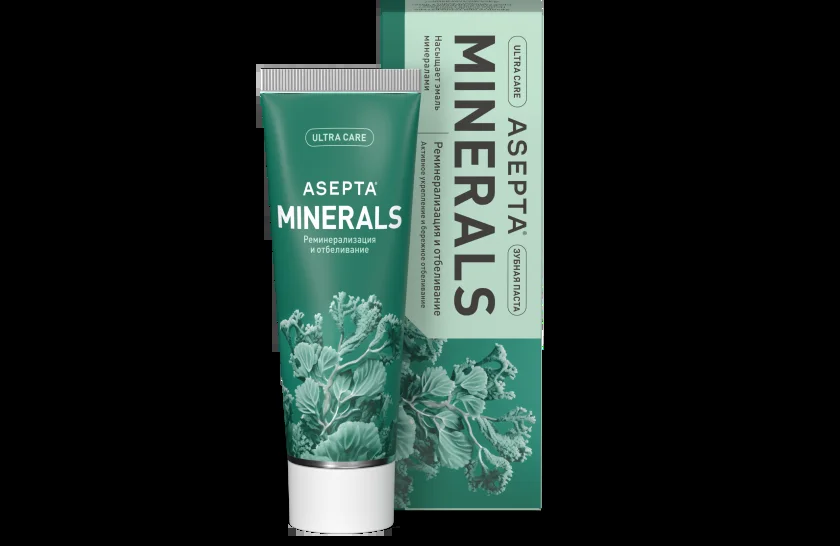 ULTRA CARE
ASEPTA®
MINERALS
Реминерализация
и отбеливание
ULTRA CARE
ASEPTA®
ЗУБНАЯ ПАСТА
MINERALS
Насыщает эмаль
минералами
Реминерализация и отбеливание
Активное укрепление и бережное отбеливание